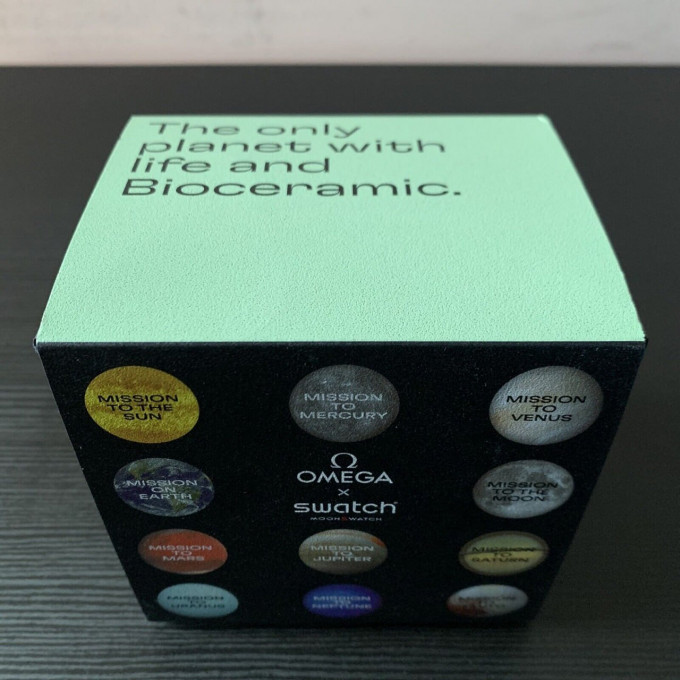 The only
planet with
life and
Bioceramic.
MISSION
TO THE
SUN
MISSION
TO
MERCURY
MISSION
TO
VENUS
MISSION
ON
EARTH
Ω
OMEGA
×
swatch
MOONSWATCH
MISSION
TO THE
MOON
MISSION
TO
MARS
MISSION
TO
JUPITER
MISSION
TO
SATURN
MISSION
TO
URANUS
MISSION
TO
NEPTUNE
MISSION
TO